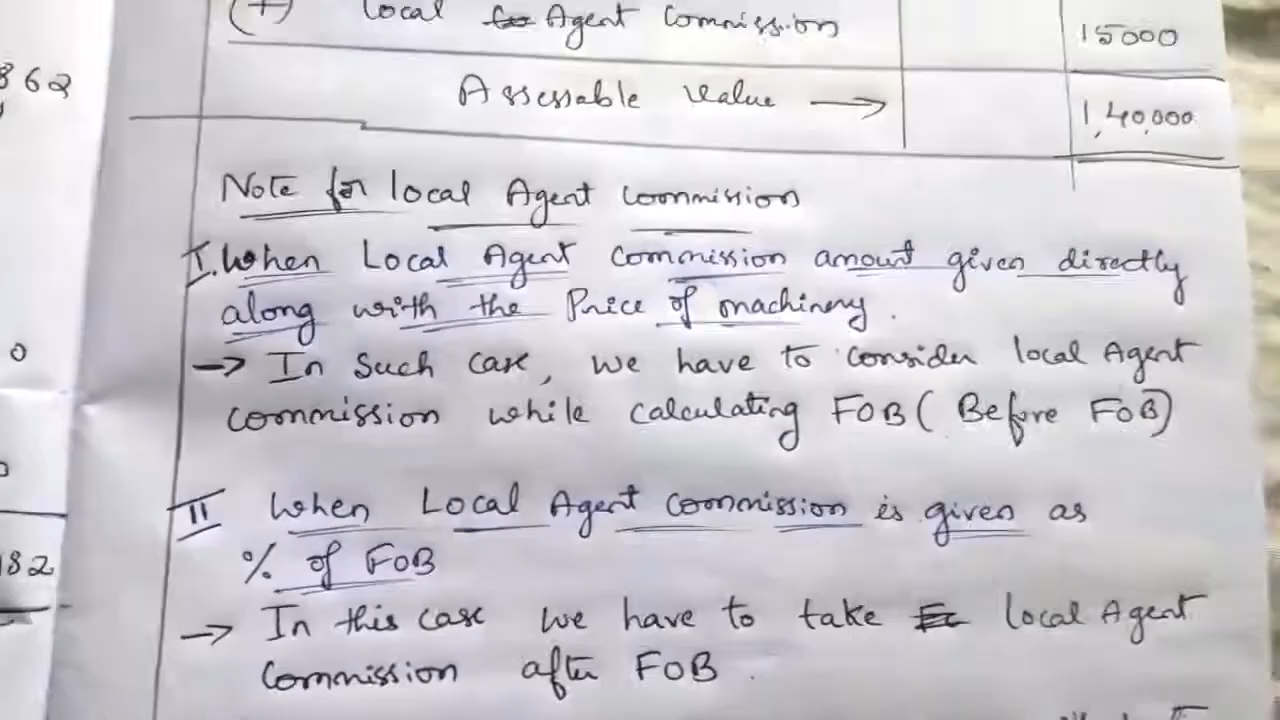 (+) Local Agent Commission 15000
Assessable value → 1,40,000
862
Note for local Agent Commission
I. When Local Agent Commission amount given directly
along with the Price of machinery.
0
→ In Such case, we have to consider local Agent
commission while calculating FOB ( Before FOB)
II When Local Agent commission is given as
% of FOB
182
→ In this case we have to take local Agent
Commission after FOB.